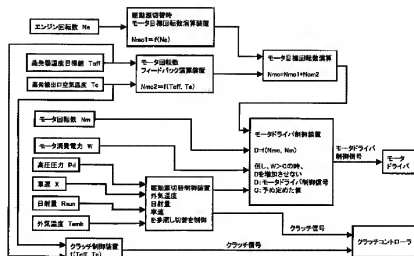 エンジン回転数 Ne
駆動源切替時
モータ目標回転数演算装置
Nmo1=f(Ne)
蒸発器温度目標値 Teff
蒸発器出口空気温度 Te
モータ回転数
フィードバック演算装置
Nmo2=f(Teff, Te)
モータ目標回転数演算
Nmo=Nmo1+Nom2
モータ回転数 Nm
モータ消費電力 W
高圧圧力 Pd
車速 X
日射量 Rsun
外気温度 Tamb
駆動源切替制御装置
外気温度
日射量
車速
を参照し切替を制御
モータドライバ制御装置
D=f(Nmo, Nm)
但し、W>Cの時、
Dを増加させない
D:モータドライバ制御信号
C:予め定めた値
モータドライバ
制御信号
モータ
ドライバ
クラッチ信号
クラッチ制御装置
f(Teff, Te)
クラッチ信号
クラッチコントローラ